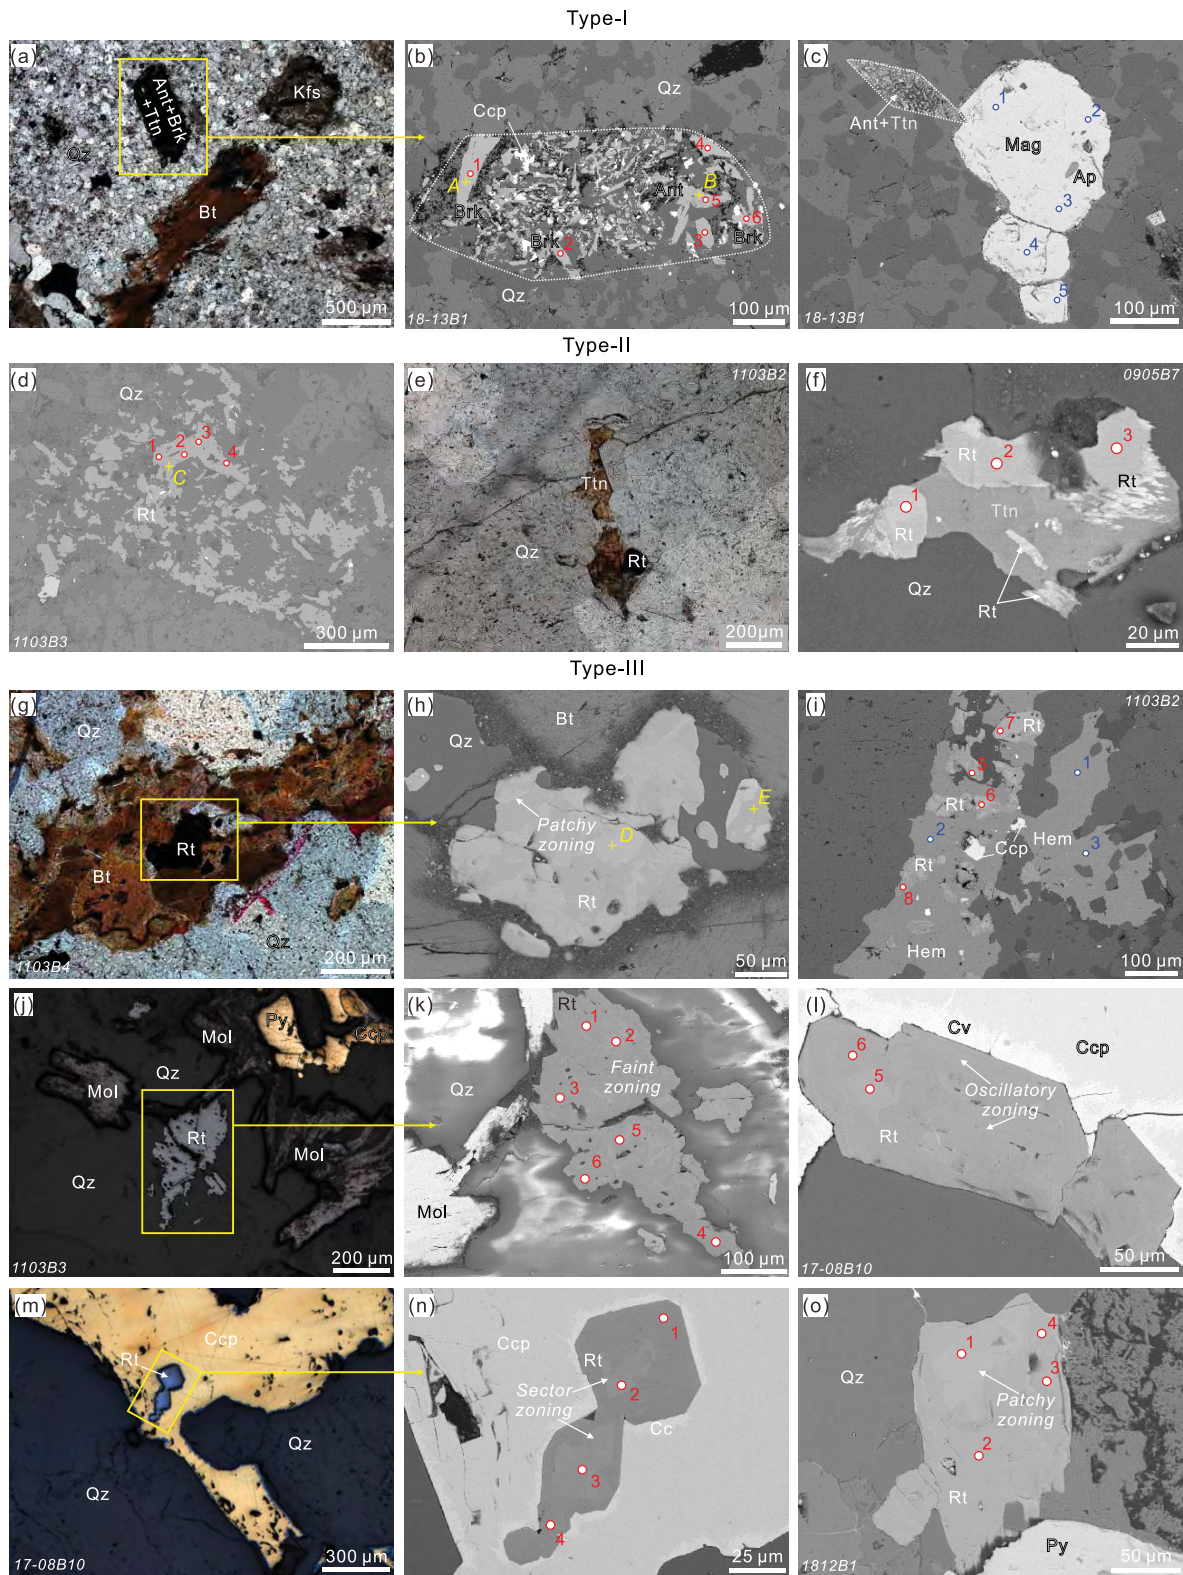 Type-I
(a)
Ant+Brk
+Ttn
Kfs
Qz
Bt
500 µm
(b)
Qz
Ccp
1
A
Brk
4
Ant
B
5
6
Brk
2
3
Brk
Qz
18-13B1
100 µm
(c)
1
2
Ant+Ttn
Mag
Ap
3
4
5
18-13B1
100 µm
Type-II
(d)
Qz
1
2
3
4
C
Rt
1103B3
300 µm
(e)
1103B2
Ttn
Qz
Rt
200µm
(f)
0905B7
Rt
2
3
Rt
1
Ttn
Rt
Qz
Rt
20 µm
Type-III
(g)
Qz
Rt
Bt
Qz
1103B4
200 µm
(h)
Bt
Qz
E
Patchy
zoning
D
Rt
50 µm
(i)
1103B2
7
Rt
5
1
6
Rt
2
Hem
3
Ccp
Rt
8
Hem
100 µm
(j)
Py
Ccp
Mol
Qz
Mol
Rt
Mol
Qz
1103B3
200 µm
(k)
Rt
1
2
Qz
Faint
zoning
3
5
6
Mol
4
100 µm
(l)
Cv
Ccp
6
5
Oscillatory
zoning
Rt
17-08B10
50 µm
(m)
Ccp
Rt
Qz
Qz
17-08B10
300 µm
(n)
1
Ccp
Rt
2
Sector
zoning
Cc
3
4
25 µm
(o)
4
1
3
Qz
Patchy
zoning
2
Rt
Py
1812B1
50 µm